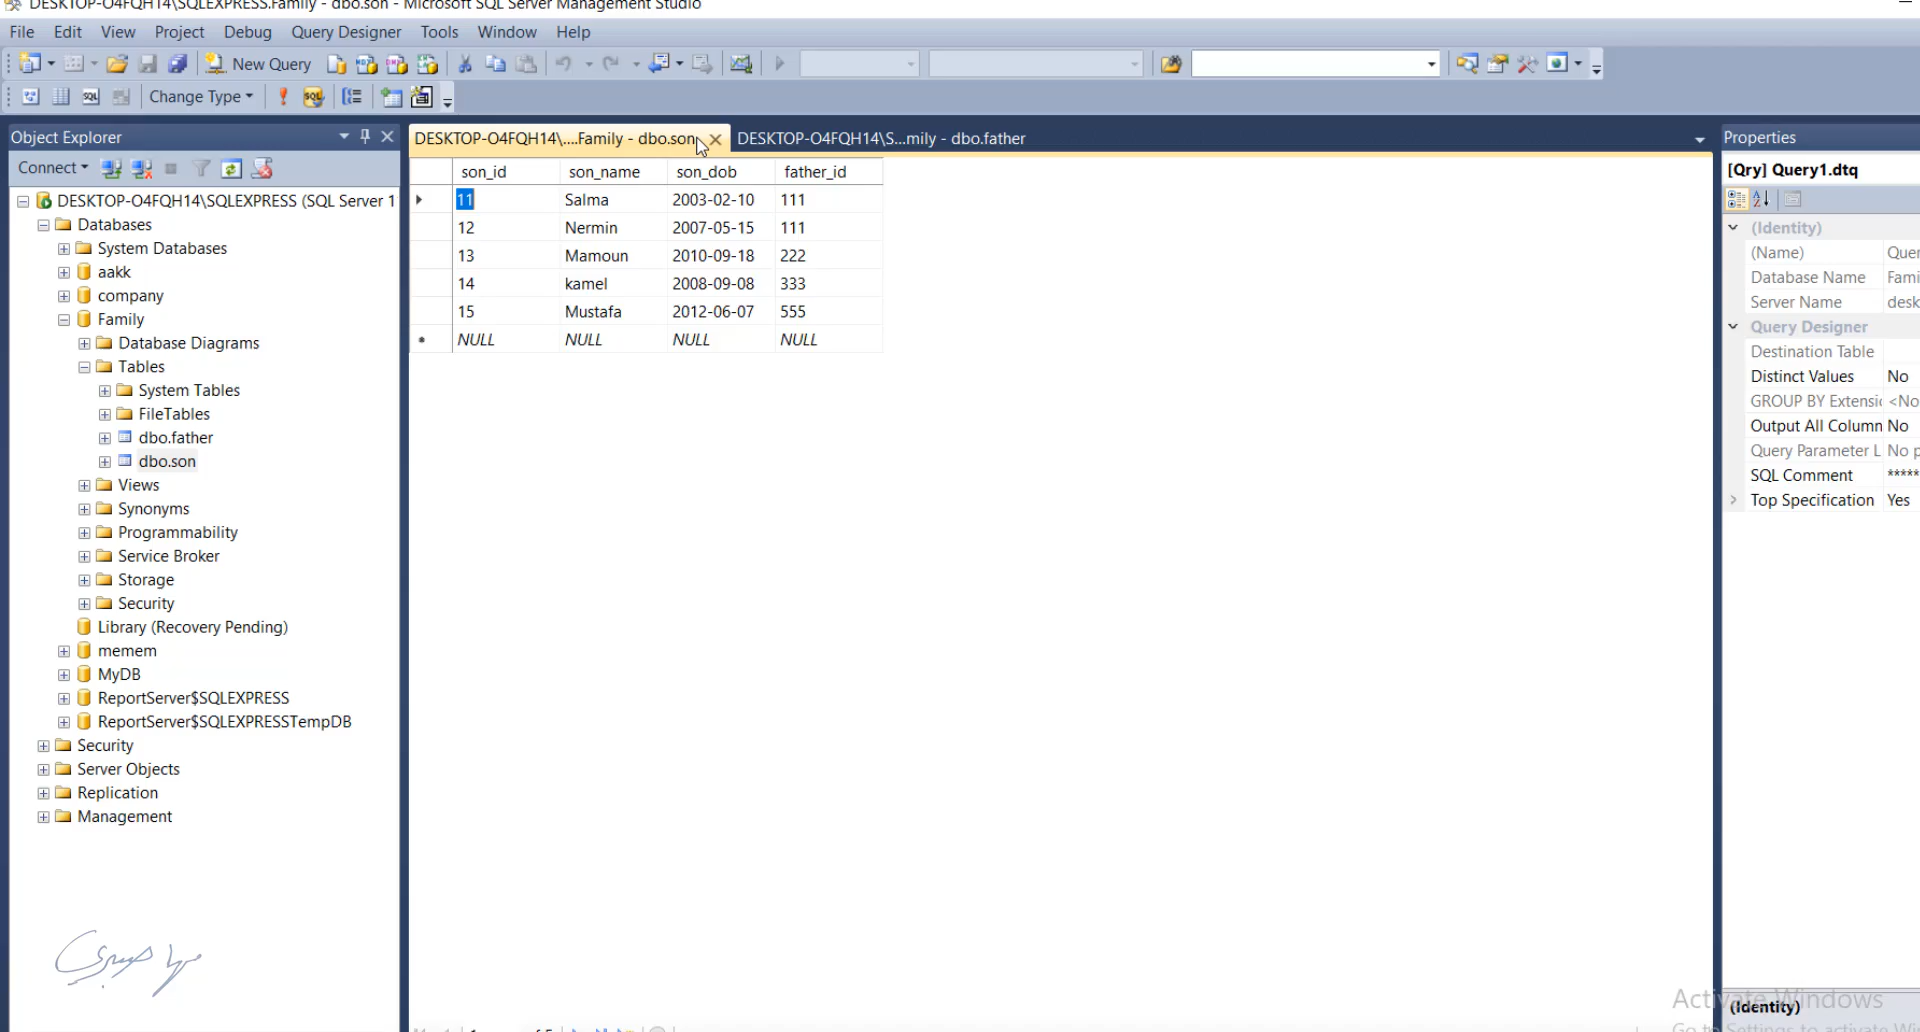 DESKTOP-O4FQH14\SQLEXPRESS.Family - dbo.son - Microsoft SQL Server Management Studio
File Edit View Project Debug Query Designer Tools Window Help
New Query
Change Type
Object Explorer
Connect
DESKTOP-O4FQH14\SQLEXPRESS (SQL Server 1
Databases
System Databases
aakk
company
Family
Database Diagrams
Tables
System Tables
FileTables
dbo.father
dbo.son
Views
Synonyms
Programmability
Service Broker
Storage
Security
Library (Recovery Pending)
memem
MyDB
ReportServer$SQLEXPRESS
ReportServer$SQLEXPRESSTempDB
Security
Server Objects
Replication
Management
DESKTOP-O4FQH14\....Family - dbo.son DESKTOP-O4FQH14\S...mily - dbo.father
son_id son_name son_dob father_id
11 Salma 2003-02-10 111
12 Nermin 2007-05-15 111
13 Mamoun 2010-09-18 222
14 kamel 2008-09-08 333
15 Mustafa 2012-06-07 555
NULL NULL NULL NULL
Properties
[Qry] Query1.dtq
(Identity)
(Name) Quer
Database Name Fami
Server Name desk
Query Designer
Destination Table
Distinct Values No
GROUP BY Extensi <No
Output All Column No
Query Parameter L No p
SQL Comment *****
Top Specification Yes
Activate Windows
(Identity)